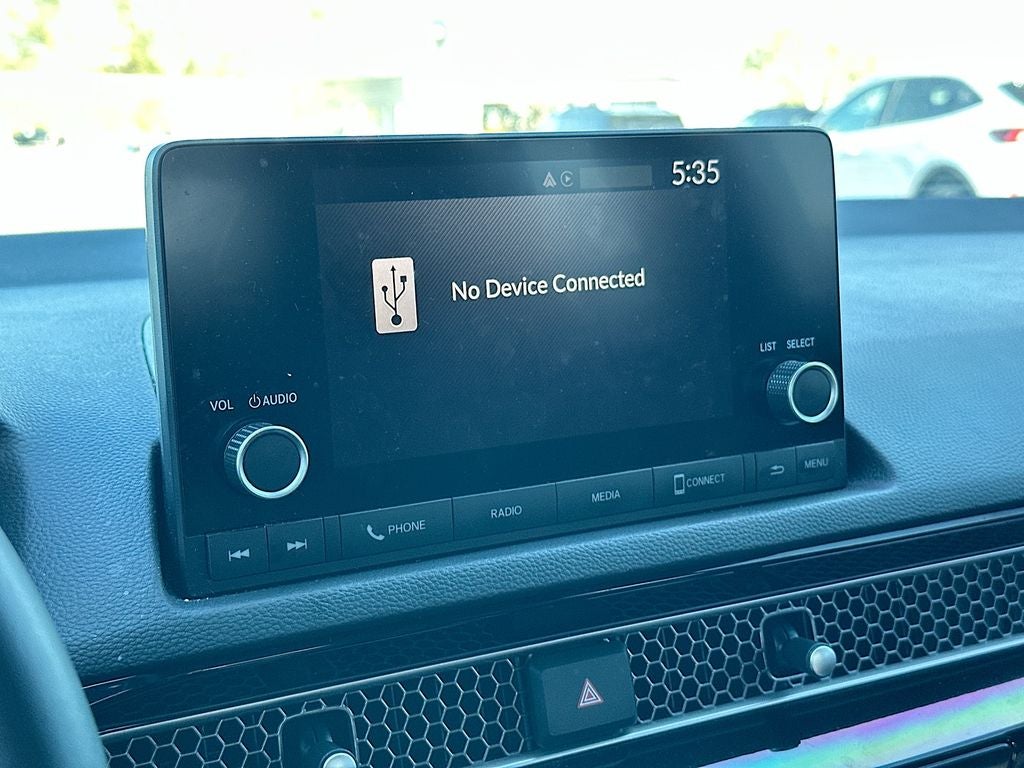 5:35
No Device Connected
LIST SELECT
VOL AUDIO
PHONE RADIO MEDIA CONNECT MENU